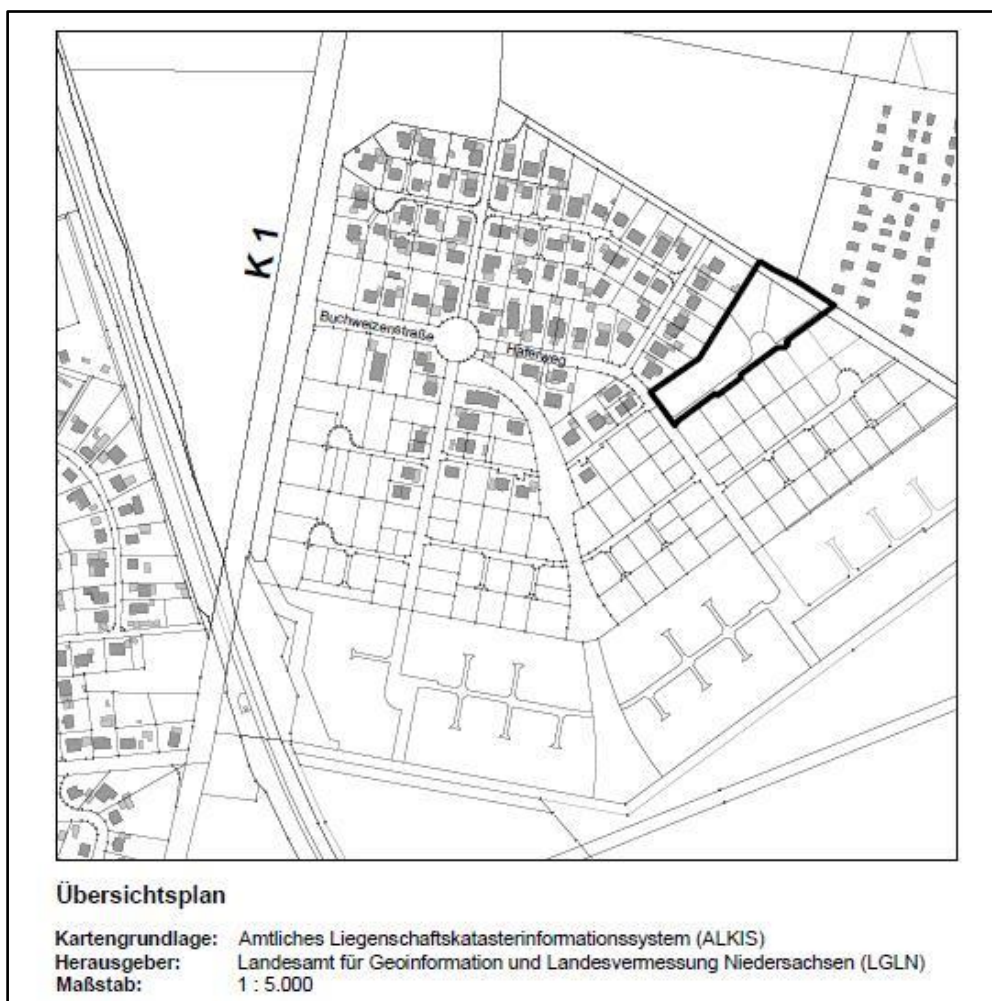 K 1
Buchweizenstraße
Haferweg
Übersichtsplan
Kartengrundlage: Amtliches Liegenschaftskatasterinformationssystem (ALKIS)
Herausgeber: Landesamt für Geoinformation und Landesvermessung Niedersachsen (LGLN)
Maßstab: 1 : 5.000